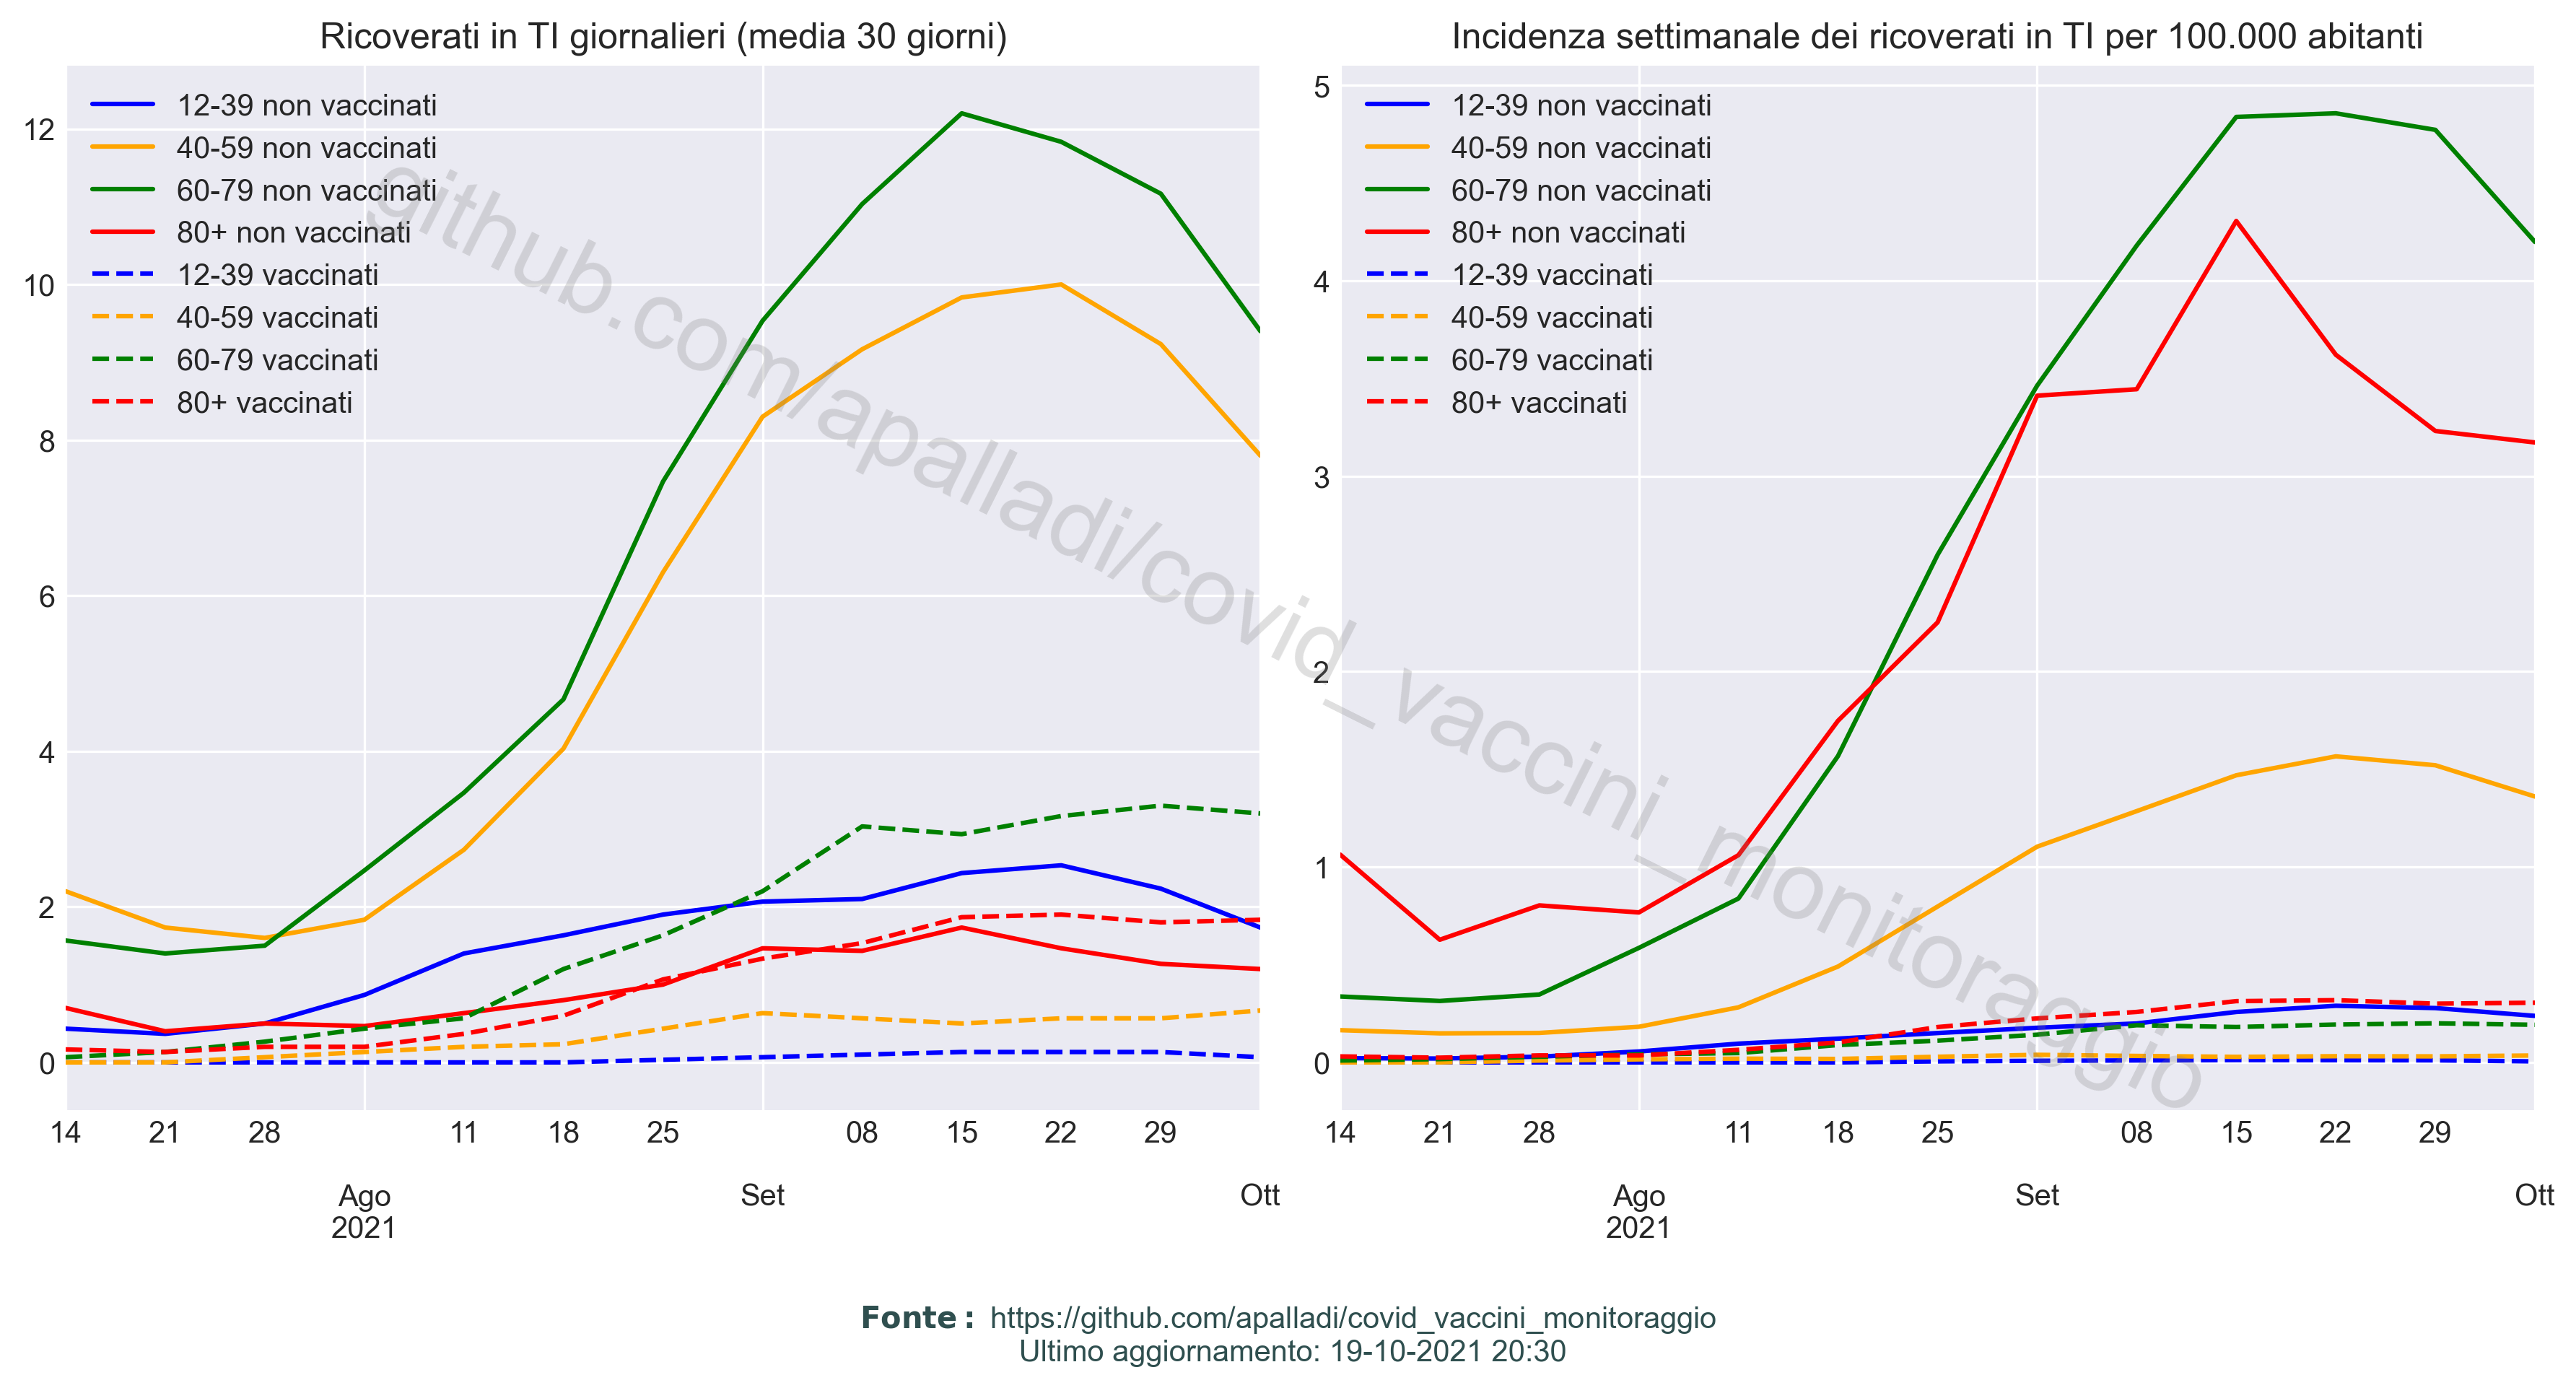 Ricoverati in TI giornalieri (media 30 giorni)
12
10
8
6
4
2
0
12-39 non vaccinati
40-59 non vaccinati
60-79 non vaccinati
80+ non vaccinati
12-39 vaccinati
40-59 vaccinati
60-79 vaccinati
80+ vaccinati
14 21 28 11 18 25 08 15 22 29
Ago Set Ott
2021
Incidenza settimanale dei ricoverati in TI per 100.000 abitanti
5
4
3
2
1
0
12-39 non vaccinati
40-59 non vaccinati
60-79 non vaccinati
80+ non vaccinati
12-39 vaccinati
40-59 vaccinati
60-79 vaccinati
80+ vaccinati
14 21 28 11 18 25 08 15 22 29
Ago Set Ott
2021
github.com/apalladi/covid_vaccini_monitoraggio
Fonte: https://github.com/apalladi/covid_vaccini_monitoraggio
Ultimo aggiornamento: 19-10-2021 20:30